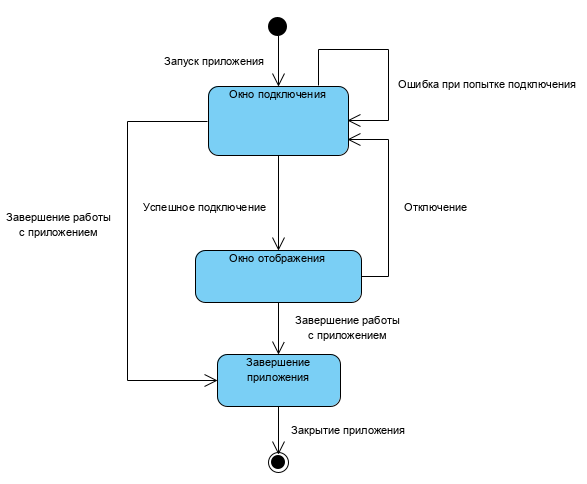 Запуск приложения
Ошибка при попытке подключения
Окно подключения
Успешное подключение
Отключение
Завершение работы
с приложением
Окно отображения
Завершение работы
с приложением
Завершение
приложения
Закрытие приложения